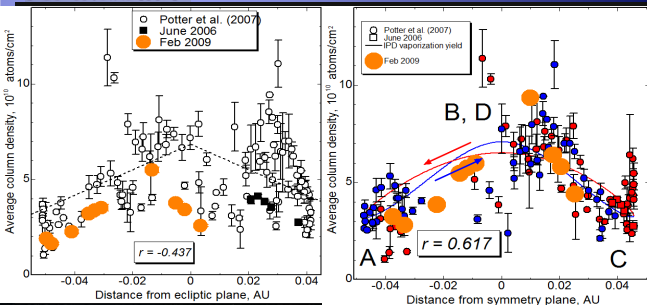 Potter et al. (2007)
June 2006
Feb 2009
Average column density, 10¹⁰ atoms/cm²
10
5
0
r = -0.437
-0.04
-0.02
0
0.02
0.04
Distance from ecliptic plane, AU
Potter et al. (2007)
June 2006
IPD vaporization yield
Feb 2009
Average column density, 10¹⁰ atoms/cm²
10
5
0
B, D
A
C
r = 0.617
-0.04
-0.02
0
0.02
0.04
Distance from symmetry plane, AU